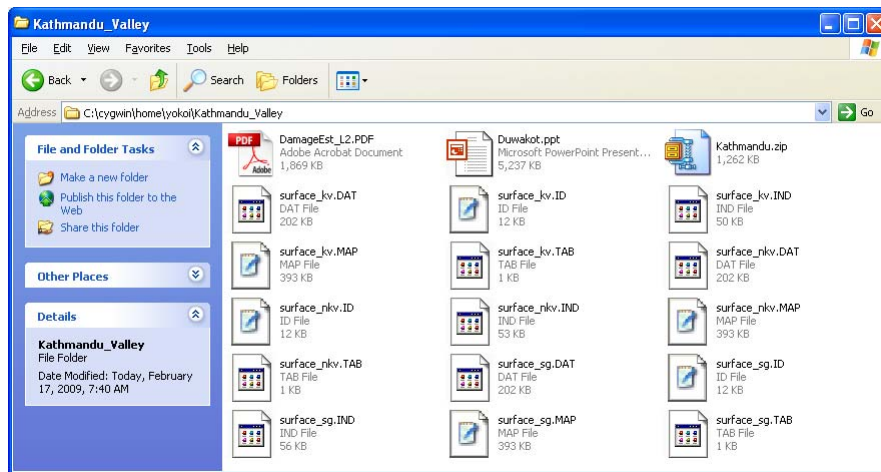 Kathmandu_Valley
File Edit View Favorites Tools Help
Back Search Folders
Address C:\cygwin\home\yokoi\Kathmandu_Valley Go
File and Folder Tasks
Make a new folder
Publish this folder to the
Web
Share this folder
Other Places
Details
Kathmandu_Valley
File Folder
Date Modified: Today, February
17, 2009, 7:40 AM
PDF
Adobe
DamageEst_L2.PDF
Adobe Acrobat Document
1,869 KB
Duwakot.ppt
Microsoft PowerPoint Present...
5,237 KB
Kathmandu.zip
1,262 KB
surface_kv.DAT
DAT File
202 KB
surface_kv.ID
ID File
12 KB
surface_kv.IND
IND File
50 KB
surface_kv.MAP
MAP File
393 KB
surface_kv.TAB
TAB File
1 KB
surface_nkv.DAT
DAT File
202 KB
surface_nkv.ID
ID File
12 KB
surface_nkv.IND
IND File
53 KB
surface_nkv.MAP
MAP File
393 KB
surface_nkv.TAB
TAB File
1 KB
surface_sg.DAT
DAT File
202 KB
surface_sg.ID
ID File
12 KB
surface_sg.IND
IND File
56 KB
surface_sg.MAP
MAP File
393 KB
surface_sg.TAB
TAB File
1 KB